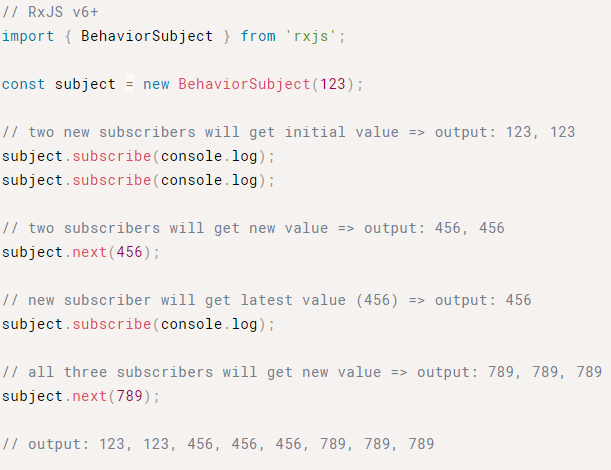 // RxJS v6+
import { BehaviorSubject } from 'rxjs';
const subject = new BehaviorSubject(123);
// two new subscribers will get initial value => output: 123, 123
subject.subscribe(console.log);
subject.subscribe(console.log);
// two subscribers will get new value => output: 456, 456
subject.next(456);
// new subscriber will get latest value (456) => output: 456
subject.subscribe(console.log);
// all three subscribers will get new value => output: 789, 789, 789
subject.next(789);
// output: 123, 123, 456, 456, 456, 789, 789, 789